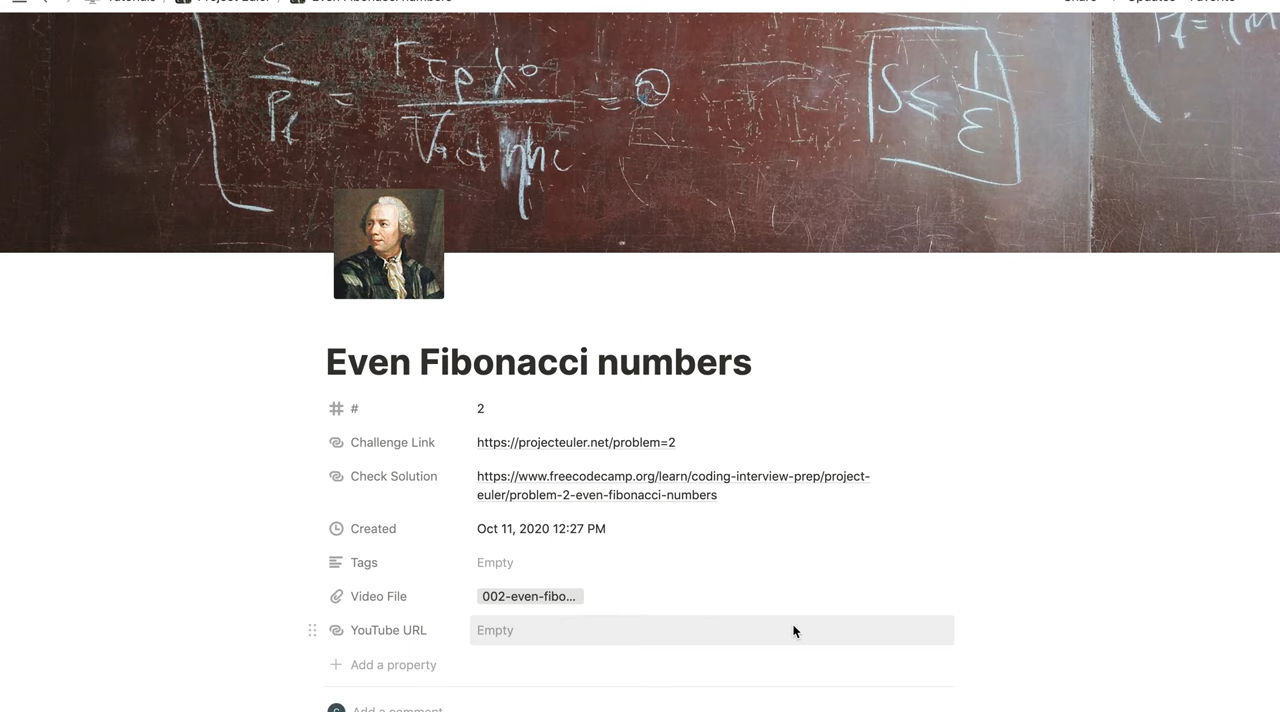 Even Fibonacci numbers
# 2
Challenge Link https://projecteuler.net/problem=2
Check Solution https://www.freecodecamp.org/learn/coding-interview-prep/project-
euler/problem-2-even-fibonacci-numbers
Created Oct 11, 2020 12:27 PM
Tags Empty
Video File 002-even-fibo...
YouTube URL Empty
Add a property
Add a comment